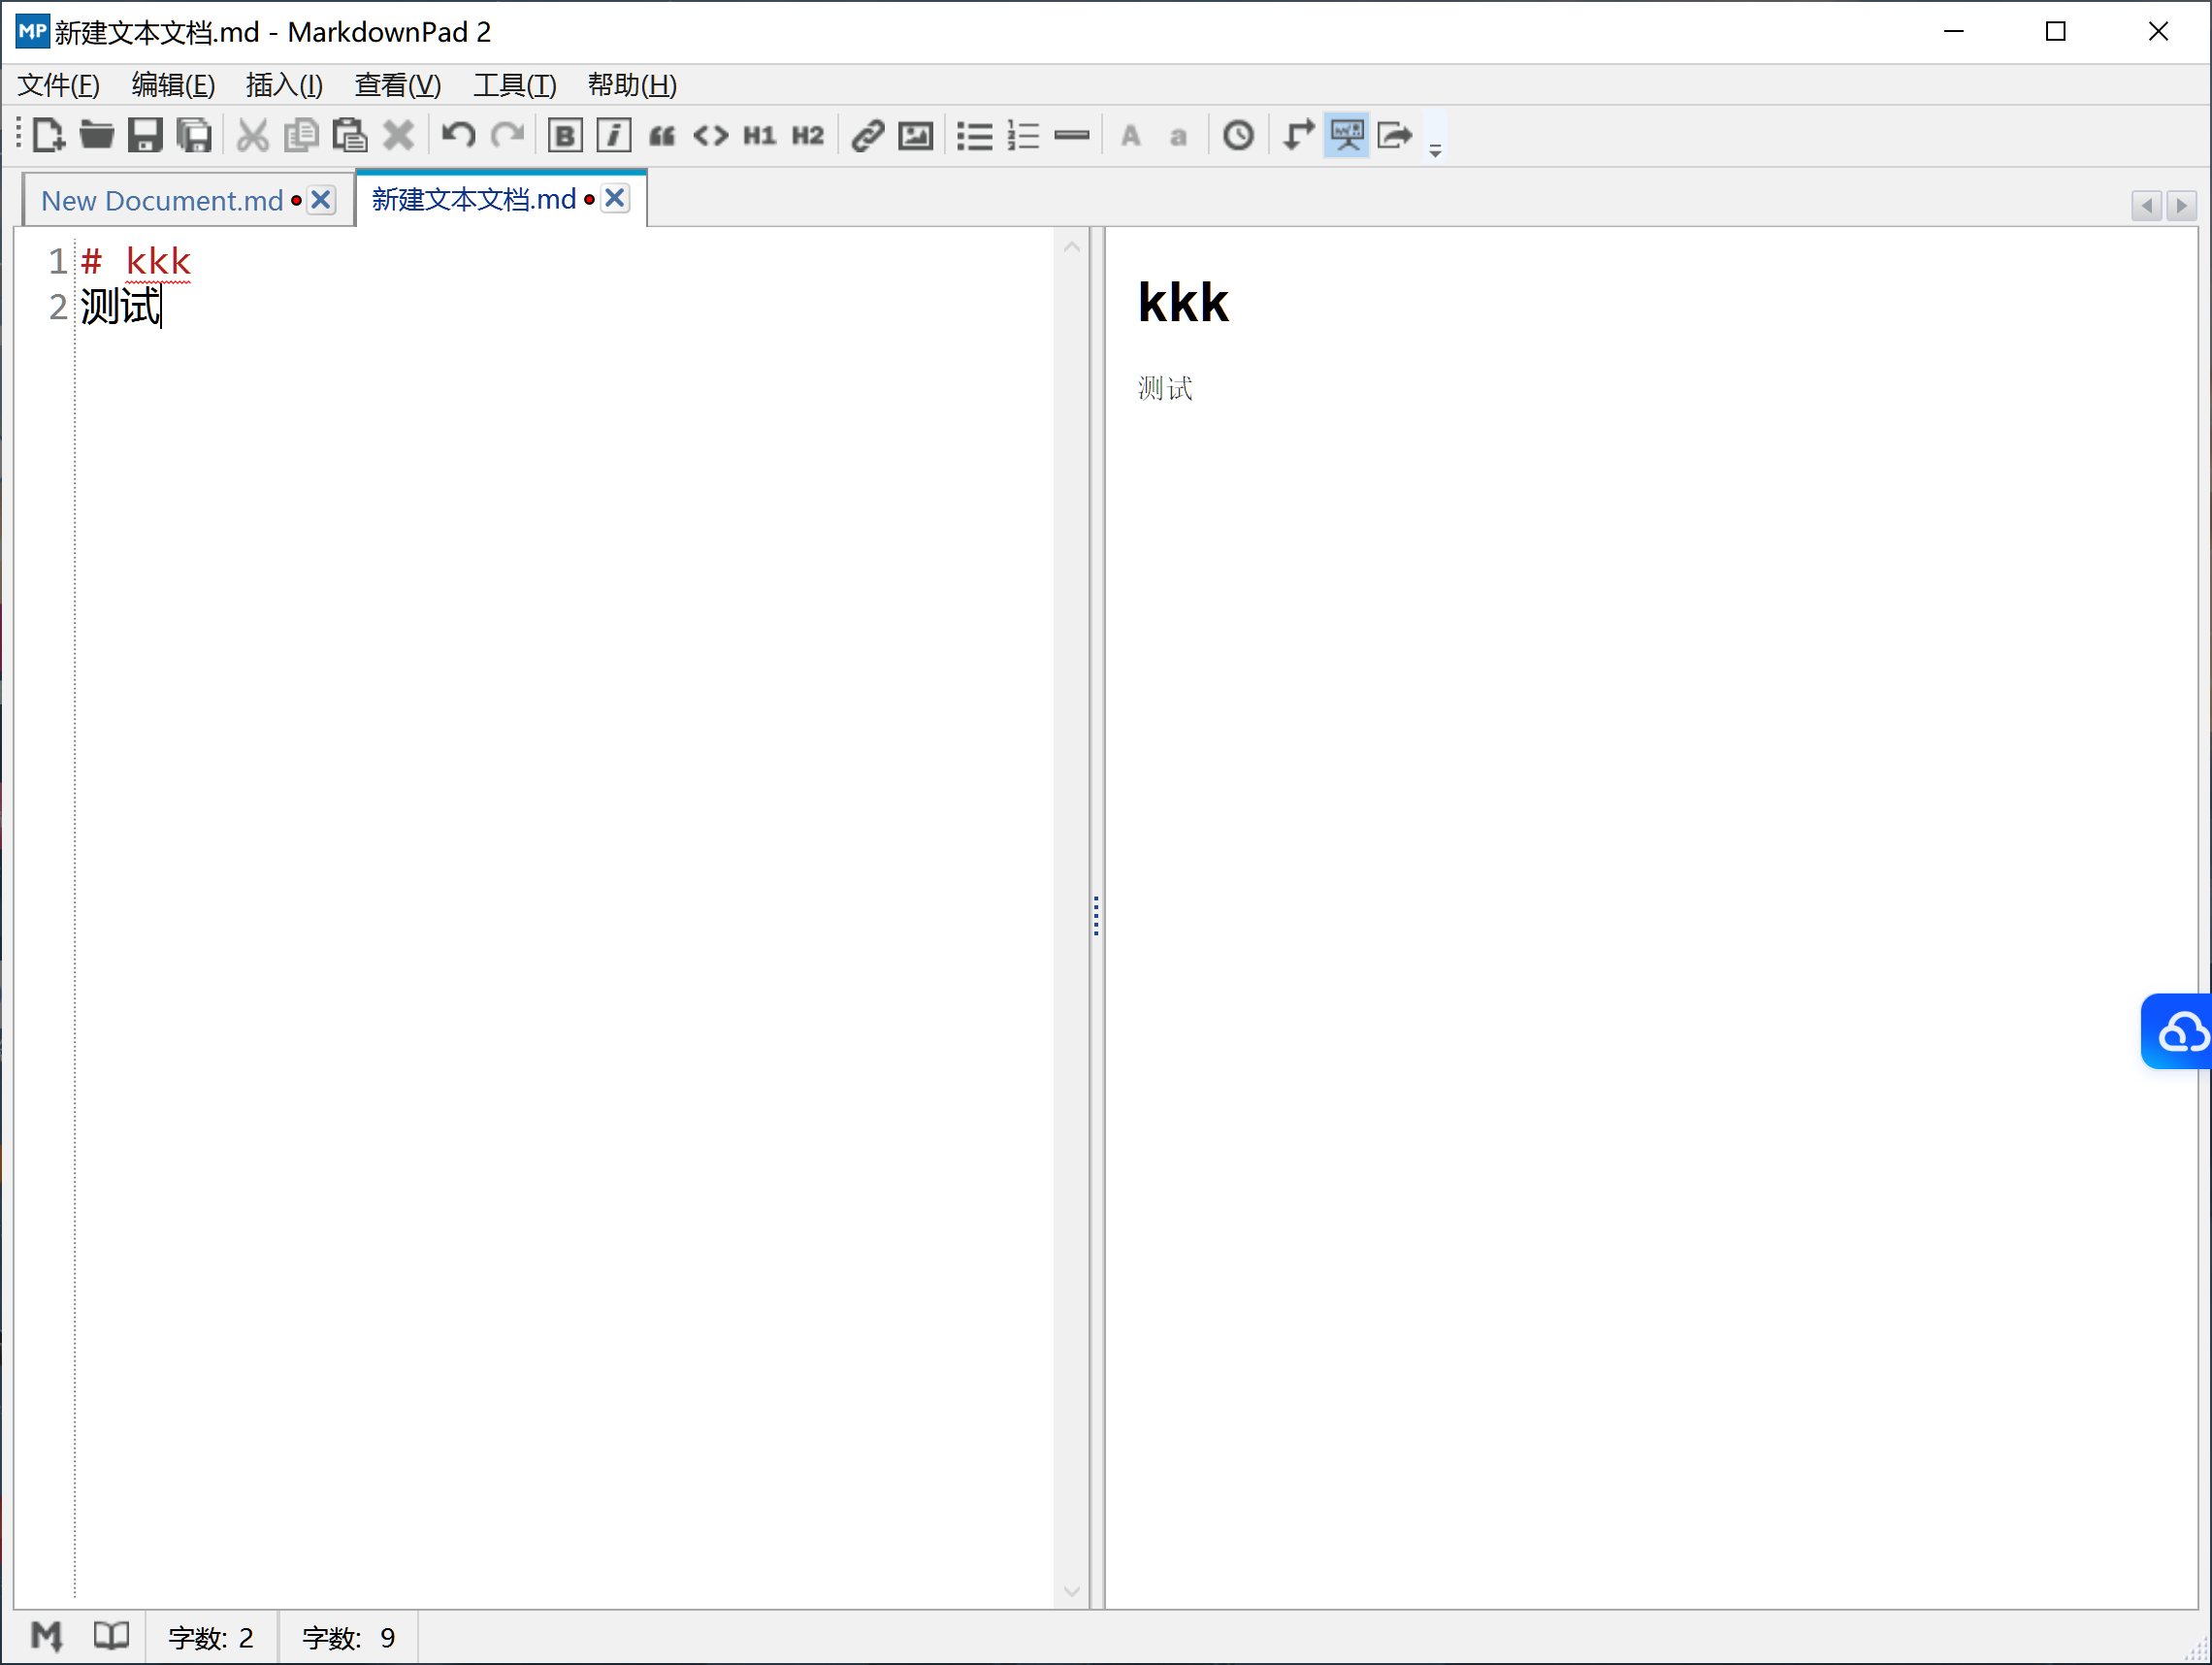 MP 新建文本文档.md - MarkdownPad 2
文件(F) 编辑(E) 插入(I) 查看(V) 工具(T) 帮助(H)
B i “ <> H1 H2 A a
New Document.md 新建文本文档.md
1 # kkk
2 测试
kkk
测试
M 字数: 2 字数: 9